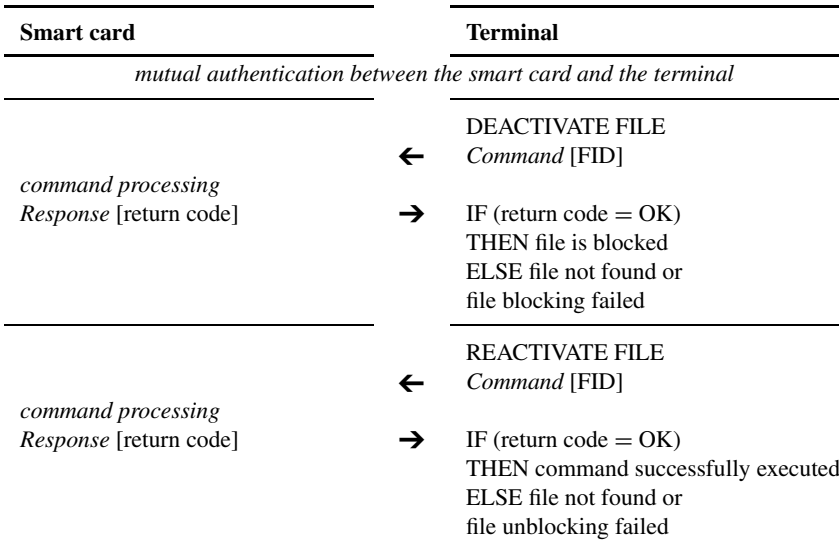 Smart card Terminal
mutual authentication between the smart card and the terminal
DEACTIVATE FILE
← Command [FID]
command processing
Response [return code] → IF (return code = OK)
THEN file is blocked
ELSE file not found or
file blocking failed
REACTIVATE FILE
← Command [FID]
command processing
Response [return code] → IF (return code = OK)
THEN command successfully executed
ELSE file not found or
file unblocking failed